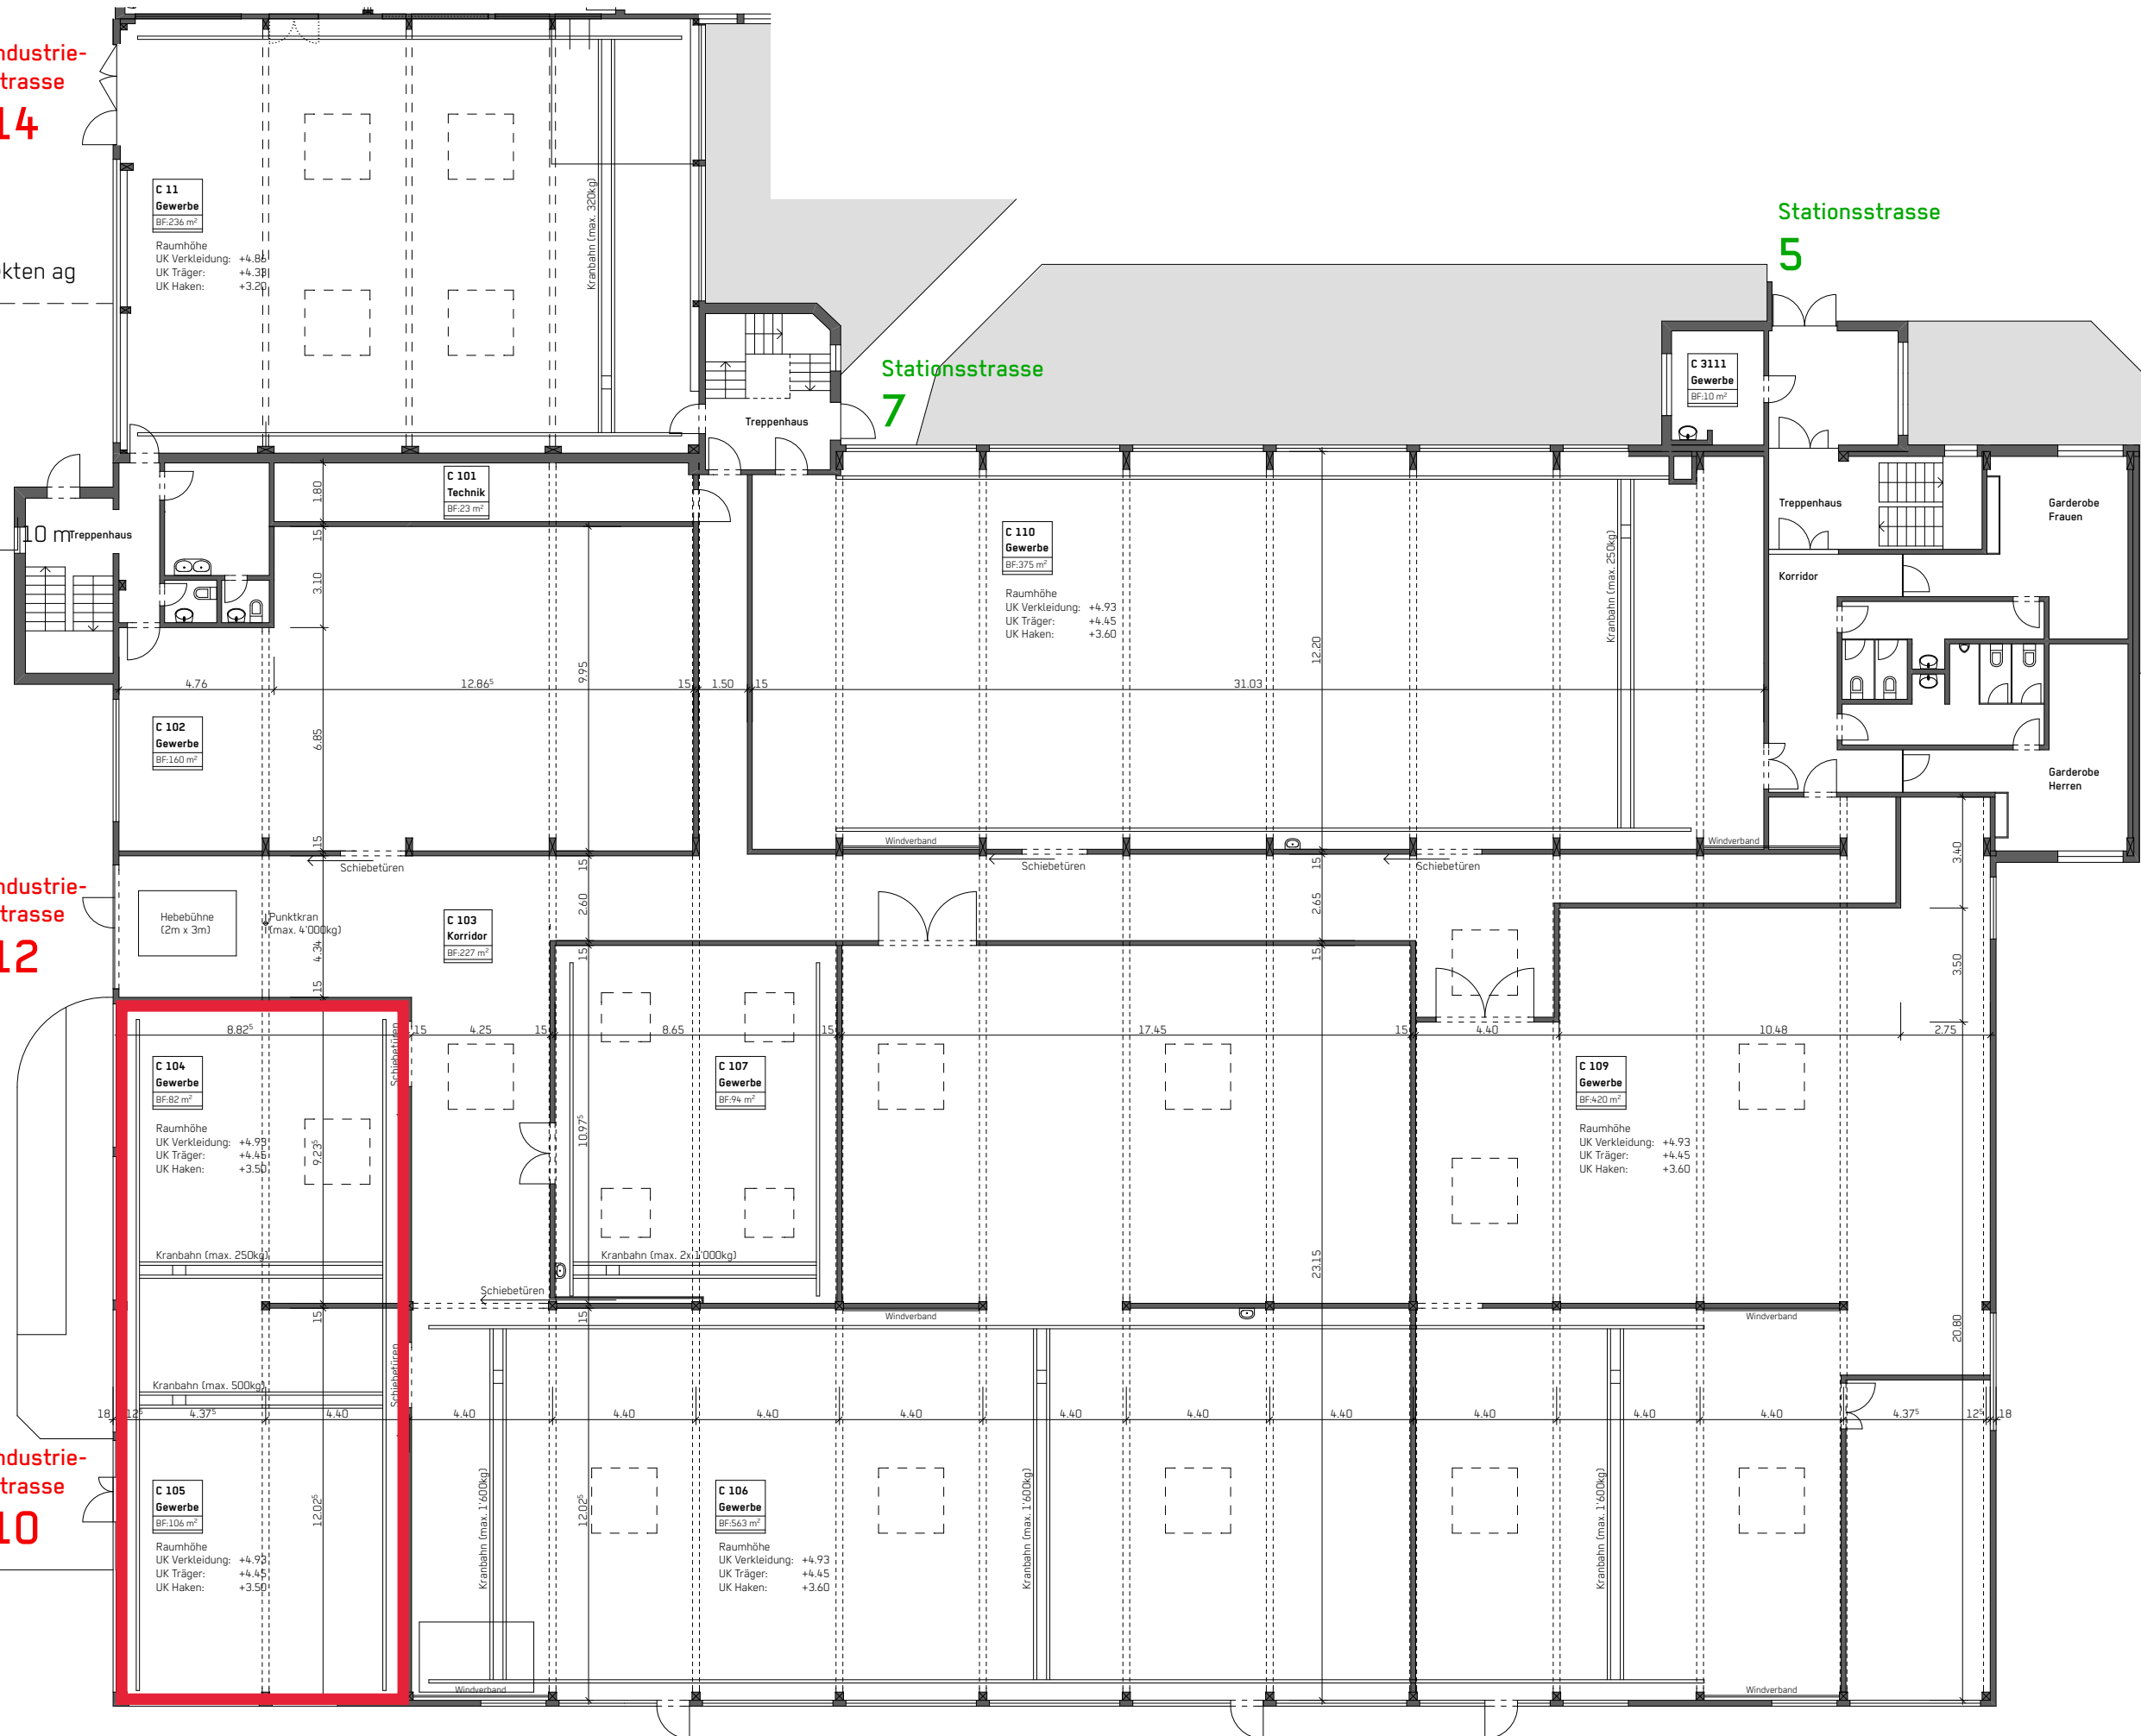 ndustrie-
trasse
14
C 11
Gewerbe
BF:236 m²
Raumhöhe
UK Verkleidung: +4.86
UK Träger: +4.33
UK Haken: +3.20
Kranbahn (max. 320kg)
kten ag
Stationsstrasse
5
Stationsstrasse
7
C 3111
Gewerbe
BF:10 m²
Treppenhaus
C 101
Technik
BF:23 m²
1.80
15
3.10
10 m
Treppenhaus
C 110
Gewerbe
BF:375 m²
Raumhöhe
UK Verkleidung: +4.93
UK Träger: +4.45
UK Haken: +3.60
Kranbahn (max. 250kg)
Treppenhaus
Garderobe
Frauen
Korridor
9.95
12.20
4.76
12.86⁵
15
1.50
15
31.03
C 102
Gewerbe
BF:160 m²
6.85
15
Garderobe
Herren
Windverband
Windverband
Schiebetüren
Schiebetüren
Schiebetüren
15
15
3.40
ndustrie-
trasse
12
Hebebühne
(2m x 3m)
Punktkran
(max. 4'000kg)
4.34
15
C 103
Korridor
BF:227 m²
2.60
15
2.65
15
3.50
8.82⁵
15
4.25
15
8.65
15
17.45
15
4.40
10.48
2.75
Schiebetüren
C 104
Gewerbe
BF:82 m²
Raumhöhe
UK Verkleidung: +4.93
UK Träger: +4.45
UK Haken: +3.50
9.23⁵
10.97⁵
C 107
Gewerbe
BF:94 m²
C 109
Gewerbe
BF:420 m²
Raumhöhe
UK Verkleidung: +4.93
UK Träger: +4.45
UK Haken: +3.60
Kranbahn (max. 250kg)
Kranbahn (max. 2x 1'000kg)
23.15
Schiebetüren
15
15
Windverband
Windverband
20.80
Schiebetüren
Kranbahn (max. 500kg)
18
12⁵
4.37⁵
4.40
4.40
4.40
4.40
4.40
4.40
4.40
4.40
4.40
4.40
4.40
4.37⁵
12⁵
18
ndustrie-
trasse
10
C 105
Gewerbe
BF:106 m²
Raumhöhe
UK Verkleidung: +4.93
UK Träger: +4.45
UK Haken: +3.50
12.02⁵
Kranbahn (max. 1'600kg)
12.02⁵
C 106
Gewerbe
BF:563 m²
Raumhöhe
UK Verkleidung: +4.93
UK Träger: +4.45
UK Haken: +3.60
Kranbahn (max. 1'600kg)
Kranbahn (max. 1'600kg)
Windverband
Windverband